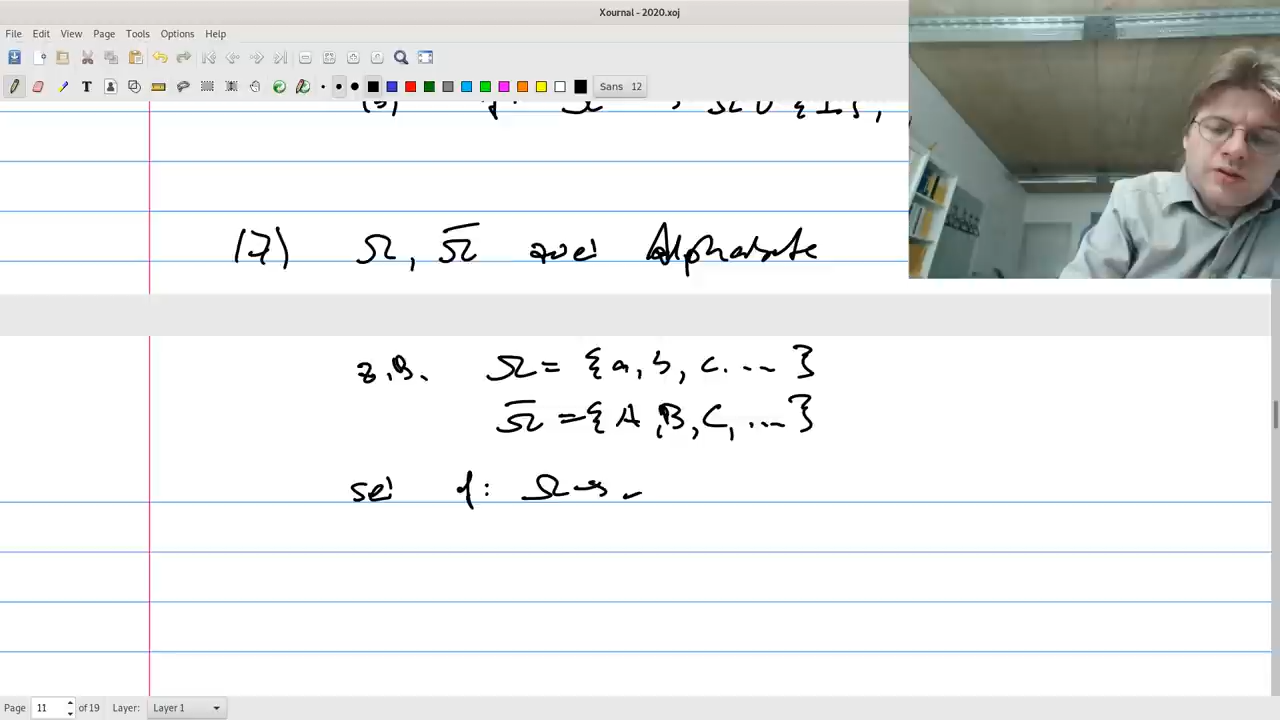 Xournal - 2020.xoj
File Edit View Page Tools Options Help
Sans 12
(7) Ω, Ω̄ zwei Alphabete
z.B. Ω = {a, b, c ... }
Ω̄ = { A, B, C, ... }
sei f: Ω →
Page 11 of 19 Layer: Layer 1